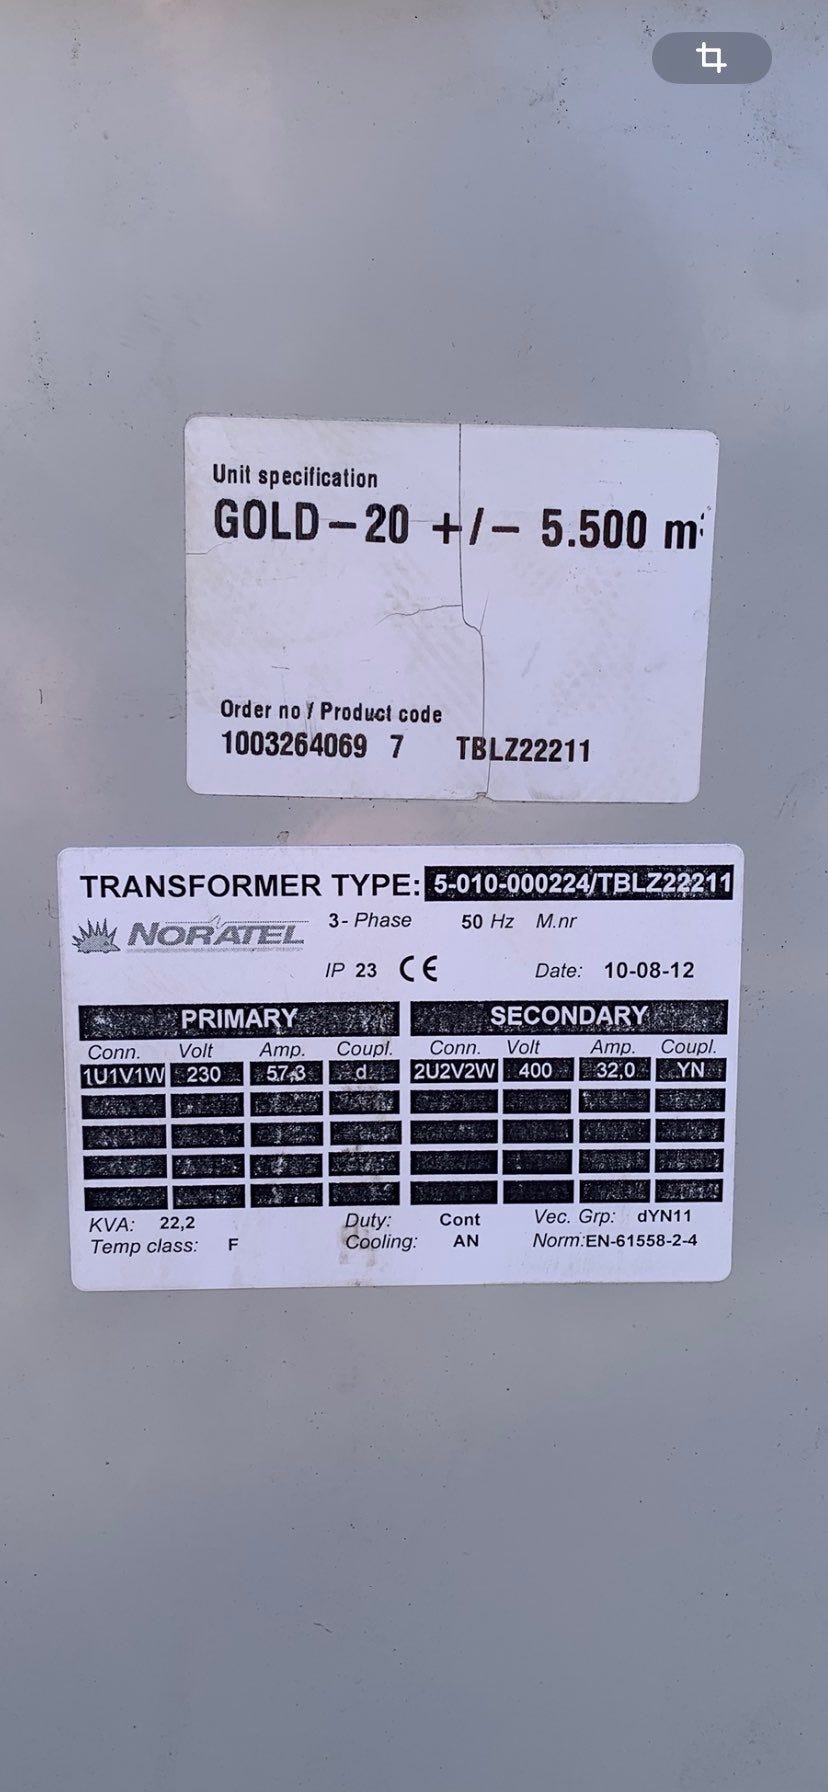 Unit specification
GOLD-20 +/- 5.500 m
Order no / Product code
1003264069 7 TBLZ22211
TRANSFORMER TYPE: 5-010-000224/TBLZ22211
NORATEL 3- Phase 50 Hz M.nr
IP 23 CE Date: 10-08-12
PRIMARY SECONDARY
Conn. Volt Amp. Coupl. Conn. Volt Amp. Coupl.
1U1V1W 230 57,3 d 2U2V2W 400 32,0 YN
KVA: 22,2 Duty: Cont Vec. Grp: dYN11
Temp class: F Cooling: AN Norm:EN-61558-2-4